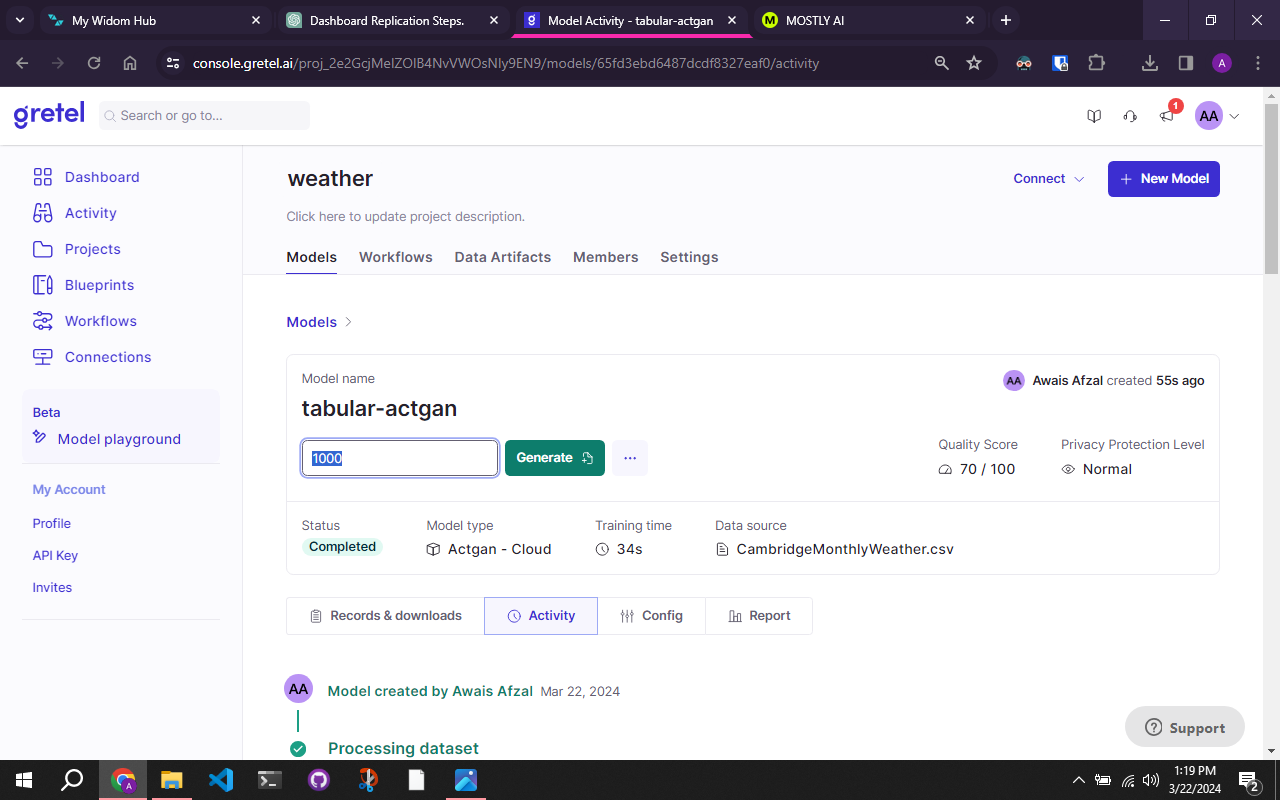 My Widom Hub
Dashboard Replication Steps.
Model Activity - tabular-actgan
MOSTLY AI
console.gretel.ai/proj_2e2GcjMeIZOlB4NvVWOsNly9EN9/models/65fd3ebd6487dcdf8327eaf0/activity
A
gretel
Search or go to...
1
AA
Dashboard
Activity
Projects
Blueprints
Workflows
Connections
Beta
Model playground
My Account
Profile
API Key
Invites
weather
Connect
New Model
Click here to update project description.
Models Workflows Data Artifacts Members Settings
Models
Model name
AA Awais Afzal created 55s ago
tabular-actgan
1000
Generate
Quality Score
70 / 100
Privacy Protection Level
Normal
Status
Completed
Model type
Actgan - Cloud
Training time
34s
Data source
CambridgeMonthlyWeather.csv
Records & downloads
Activity
Config
Report
AA Model created by Awais Afzal Mar 22, 2024
Processing dataset
Support
1:19 PM
3/22/2024
2